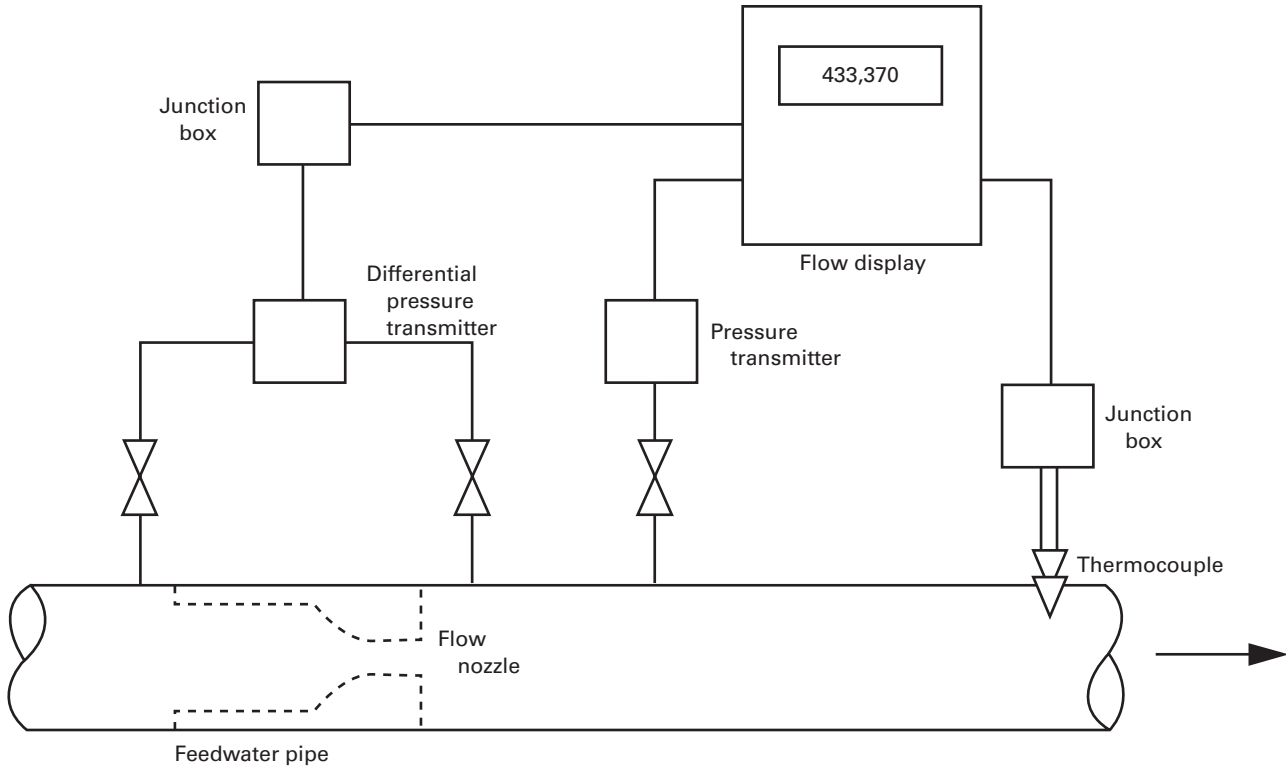 433,370
Junction
box
Flow display
Differential
pressure
transmitter
Pressure
transmitter
Junction
box
Thermocouple
Flow
nozzle
Feedwater pipe